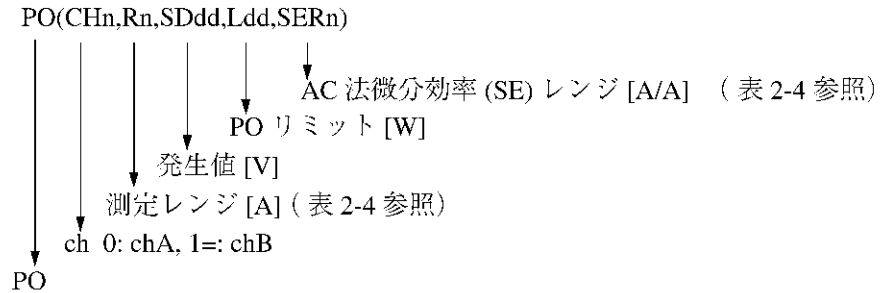 PO(CHn,Rn,SDdd,Ldd,SERn)
AC 法微分効率 (SE) レンジ [A/A] （ 表 2-4 参照）
PO リミット [W]
発生値 [V]
測定レンジ [A] （ 表 2-4 参照）
ch 0: chA, 1=: chB
PO